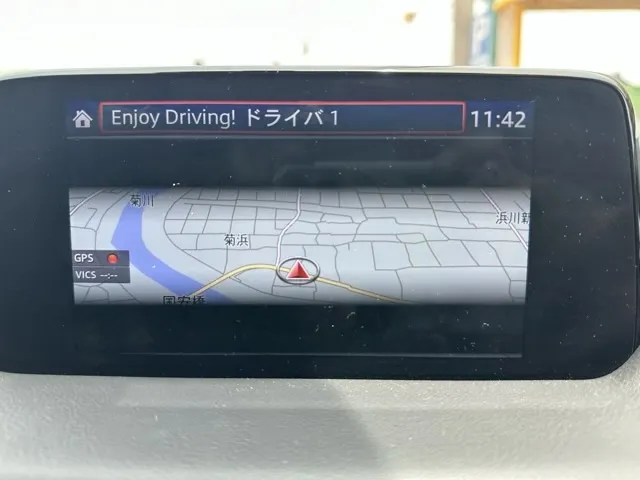 Enjoy Driving! ドライバ 1
11:42
菊川
浜川新
菊浜
GPS
VICS --:--
国安橋